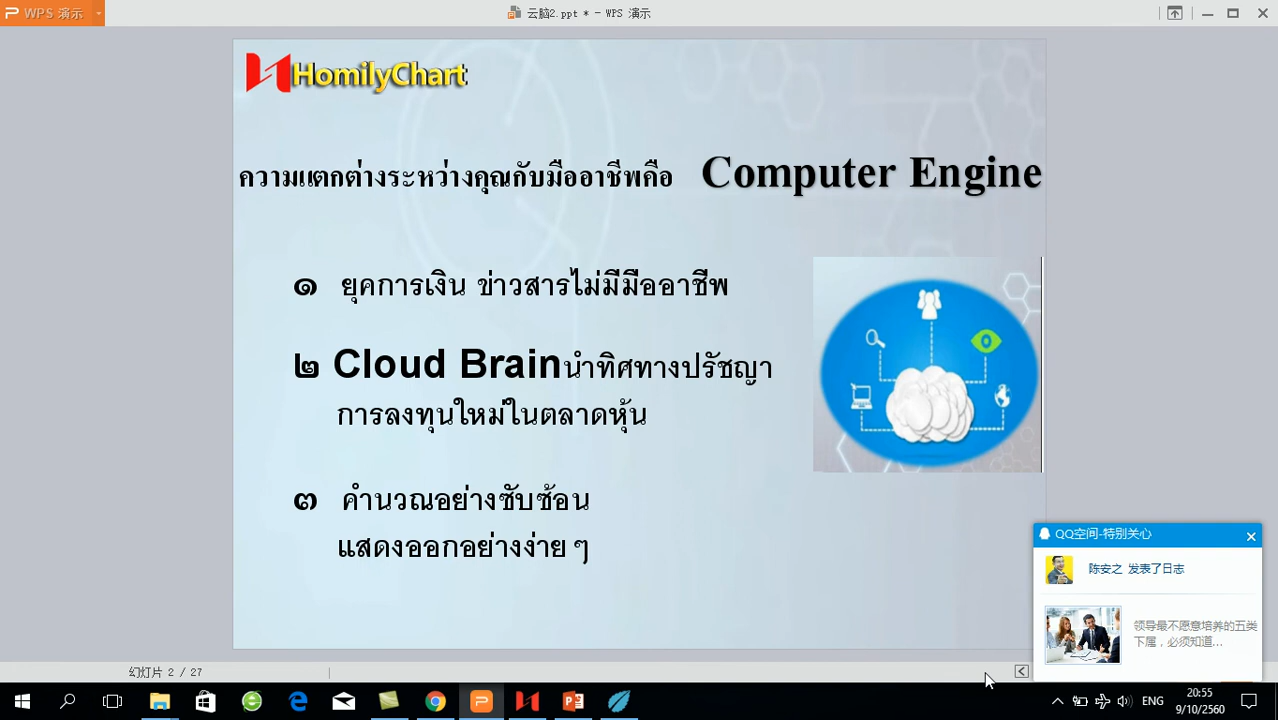 WPS 演示
云脑2.ppt * - WPS 演示
HomilyChart
ความแตกต่างระหว่างคุณกับมืออาชีพคือ Computer Engine
๑ ยุคการเงิน ข่าวสารไม่มีมืออาชีพ
๒ Cloud Brainนำทิศทางปรัชญา
การลงทุนใหม่ในตลาดหุ้น
๓ คำนวณอย่างซับซ้อน
แสดงออกอย่างง่าย ๆ
QQ空间-特别关心
陈安之 发表了日志
领导最不愿意培养的五类
下属，必须知道...
幻灯片 2 / 27
ENG
20:55
9/10/2560